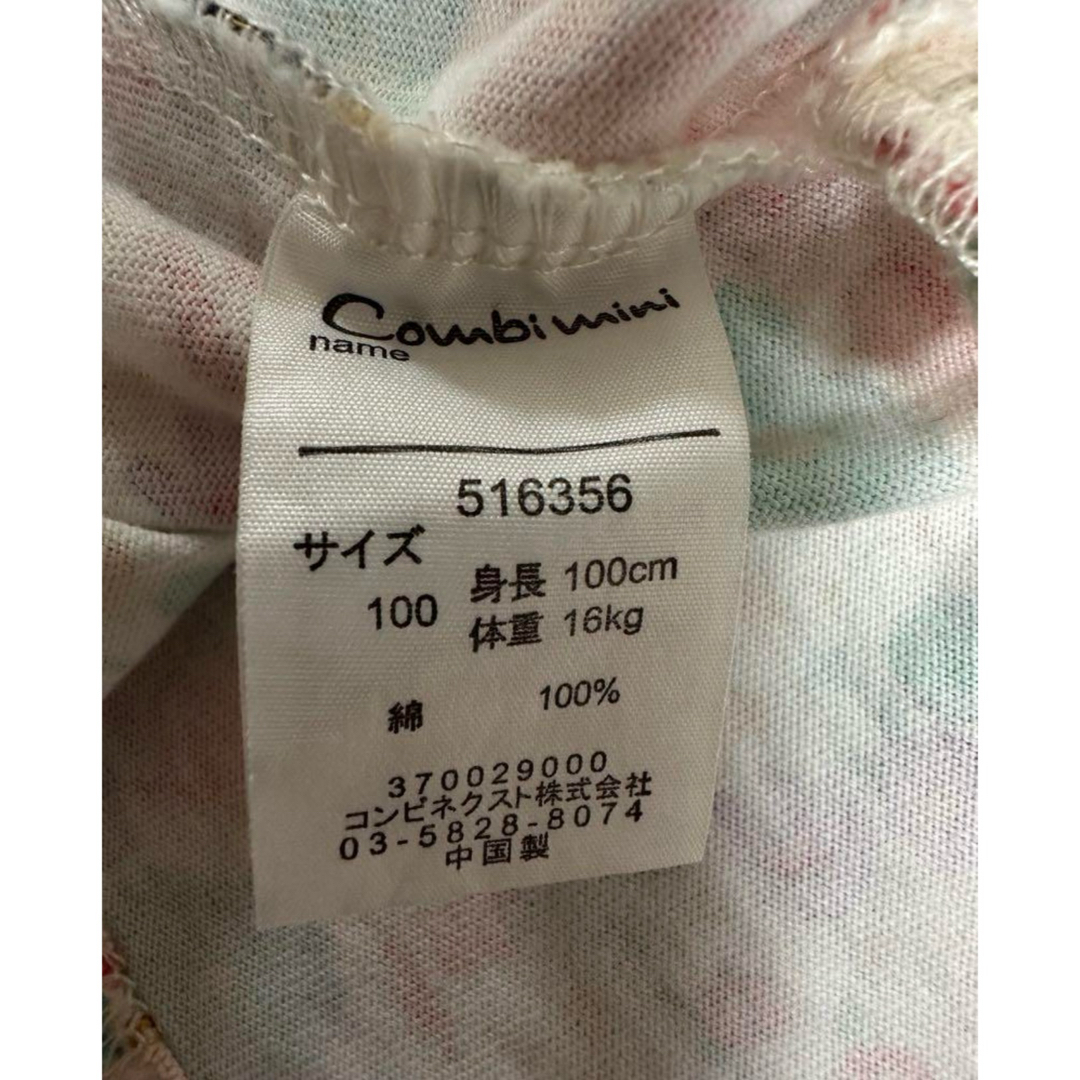 Combi mini
name
516356
サイズ
100 身長 100cm
体重 16kg
綿 100%
370029000
コンビネクスト株式会社
03-5828-8074
中国製